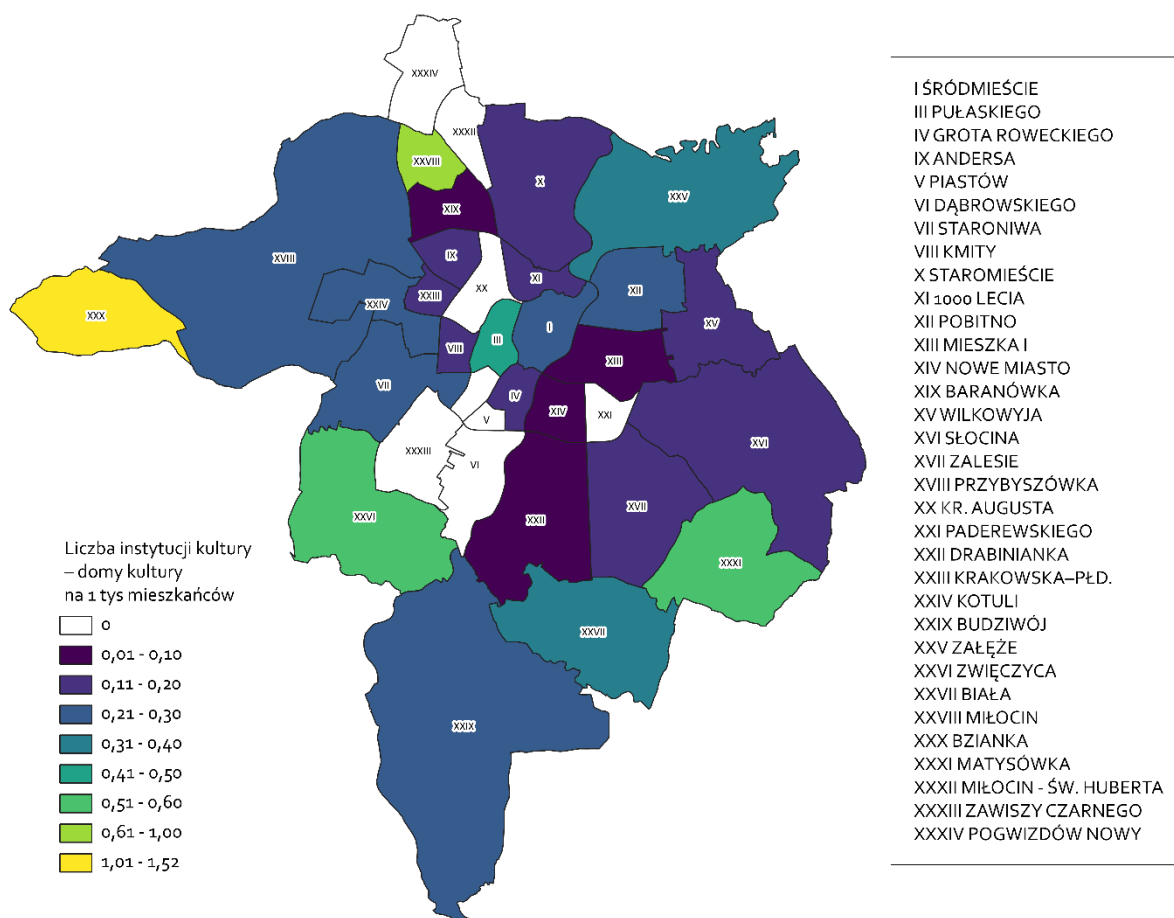 XXXIV
XXXII
XXVIII
X
XXV
XIX
IX
XVIII
XI
XX
XII
XXIII
XXIV
XXX
I
XV
III
VIII
XIII
VII
IV
XIV
V
XXI
XXXIII
VI
XVI
XVII
XXVI
XXII
XXXI
XXVII
XXIX
Liczba instytucji kultury
– domy kultury
na 1 tys mieszkańców
0
0,01 - 0,10
0,11 - 0,20
0,21 - 0,30
0,31 - 0,40
0,41 - 0,50
0,51 - 0,60
0,61 - 1,00
1,01 - 1,52
I ŚRÓDMIEŚCIE
III PUŁASKIEGO
IV GROTA ROWECKIEGO
IX ANDERSA
V PIASTÓW
VI DĄBROWSKIEGO
VII STARONIWA
VIII KMITY
X STAROMIEŚCIE
XI 1000 LECIA
XII POBITNO
XIII MIESZKA I
XIV NOWE MIASTO
XIX BARANÓWKA
XV WILKOWYJA
XVI SŁOCINA
XVII ZALESIE
XVIII PRZYBYSZÓWKA
XX KR. AUGUSTA
XXI PADEREWSKIEGO
XXII DRABINIANKA
XXIII KRAKOWSKA–PŁD.
XXIV KOTULI
XXIX BUDZIWÓJ
XXV ZAŁĘŻE
XXVI ZWIĘCZYCA
XXVII BIAŁA
XXVIII MIŁOCIN
XXX BZIANKA
XXXI MATYSÓWKA
XXXII MIŁOCIN - ŚW. HUBERTA
XXXIII ZAWISZY CZARNEGO
XXXIV POGWIZDÓW NOWY